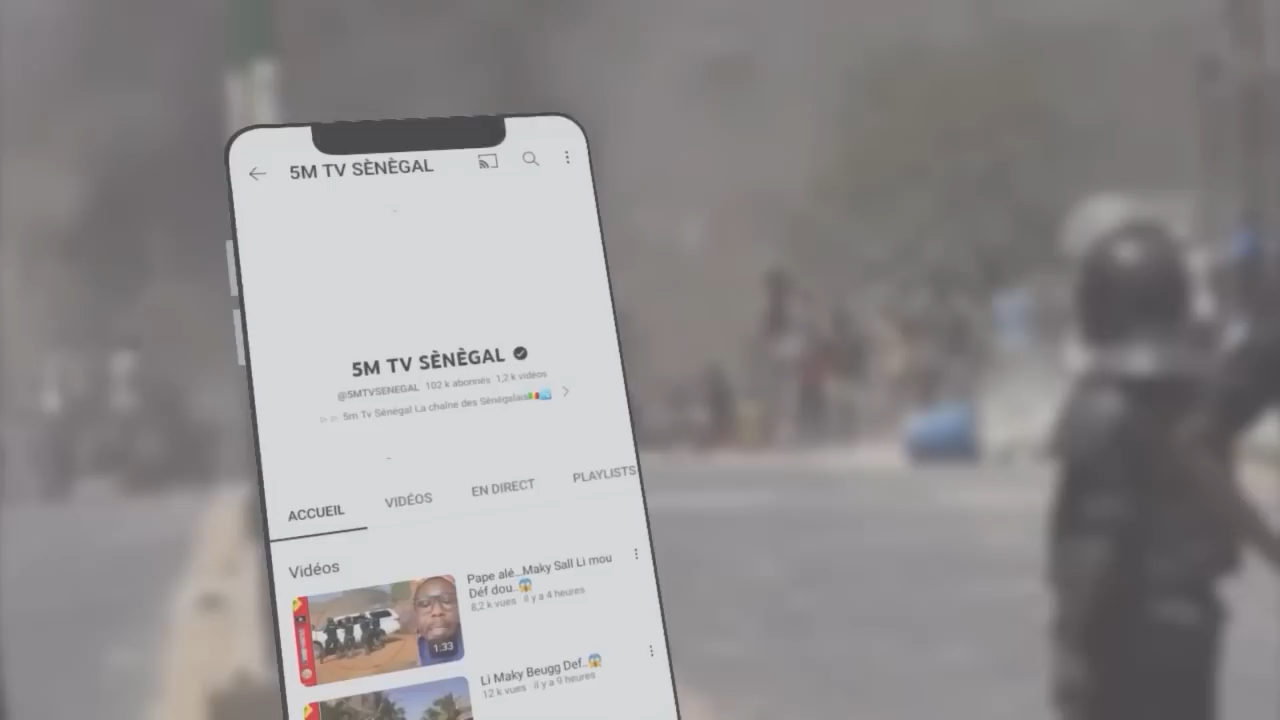 5M TV SÈNÈGAL
5M TV SÈNÈGAL
@5MTVSENEGAL 102 k abonnés 1,2 k vidéos
5m Tv Sénégal La chaîne des Sénégalais
ACCUEIL VIDÉOS EN DIRECT PLAYLISTS
Vidéos
Pape alé...Maky Sall Li mou
Déf dou..😱
8,2 k vues il y a 4 heures
1:33
Li Maky Beugg Def..😱
12 k vues il y a 9 heures